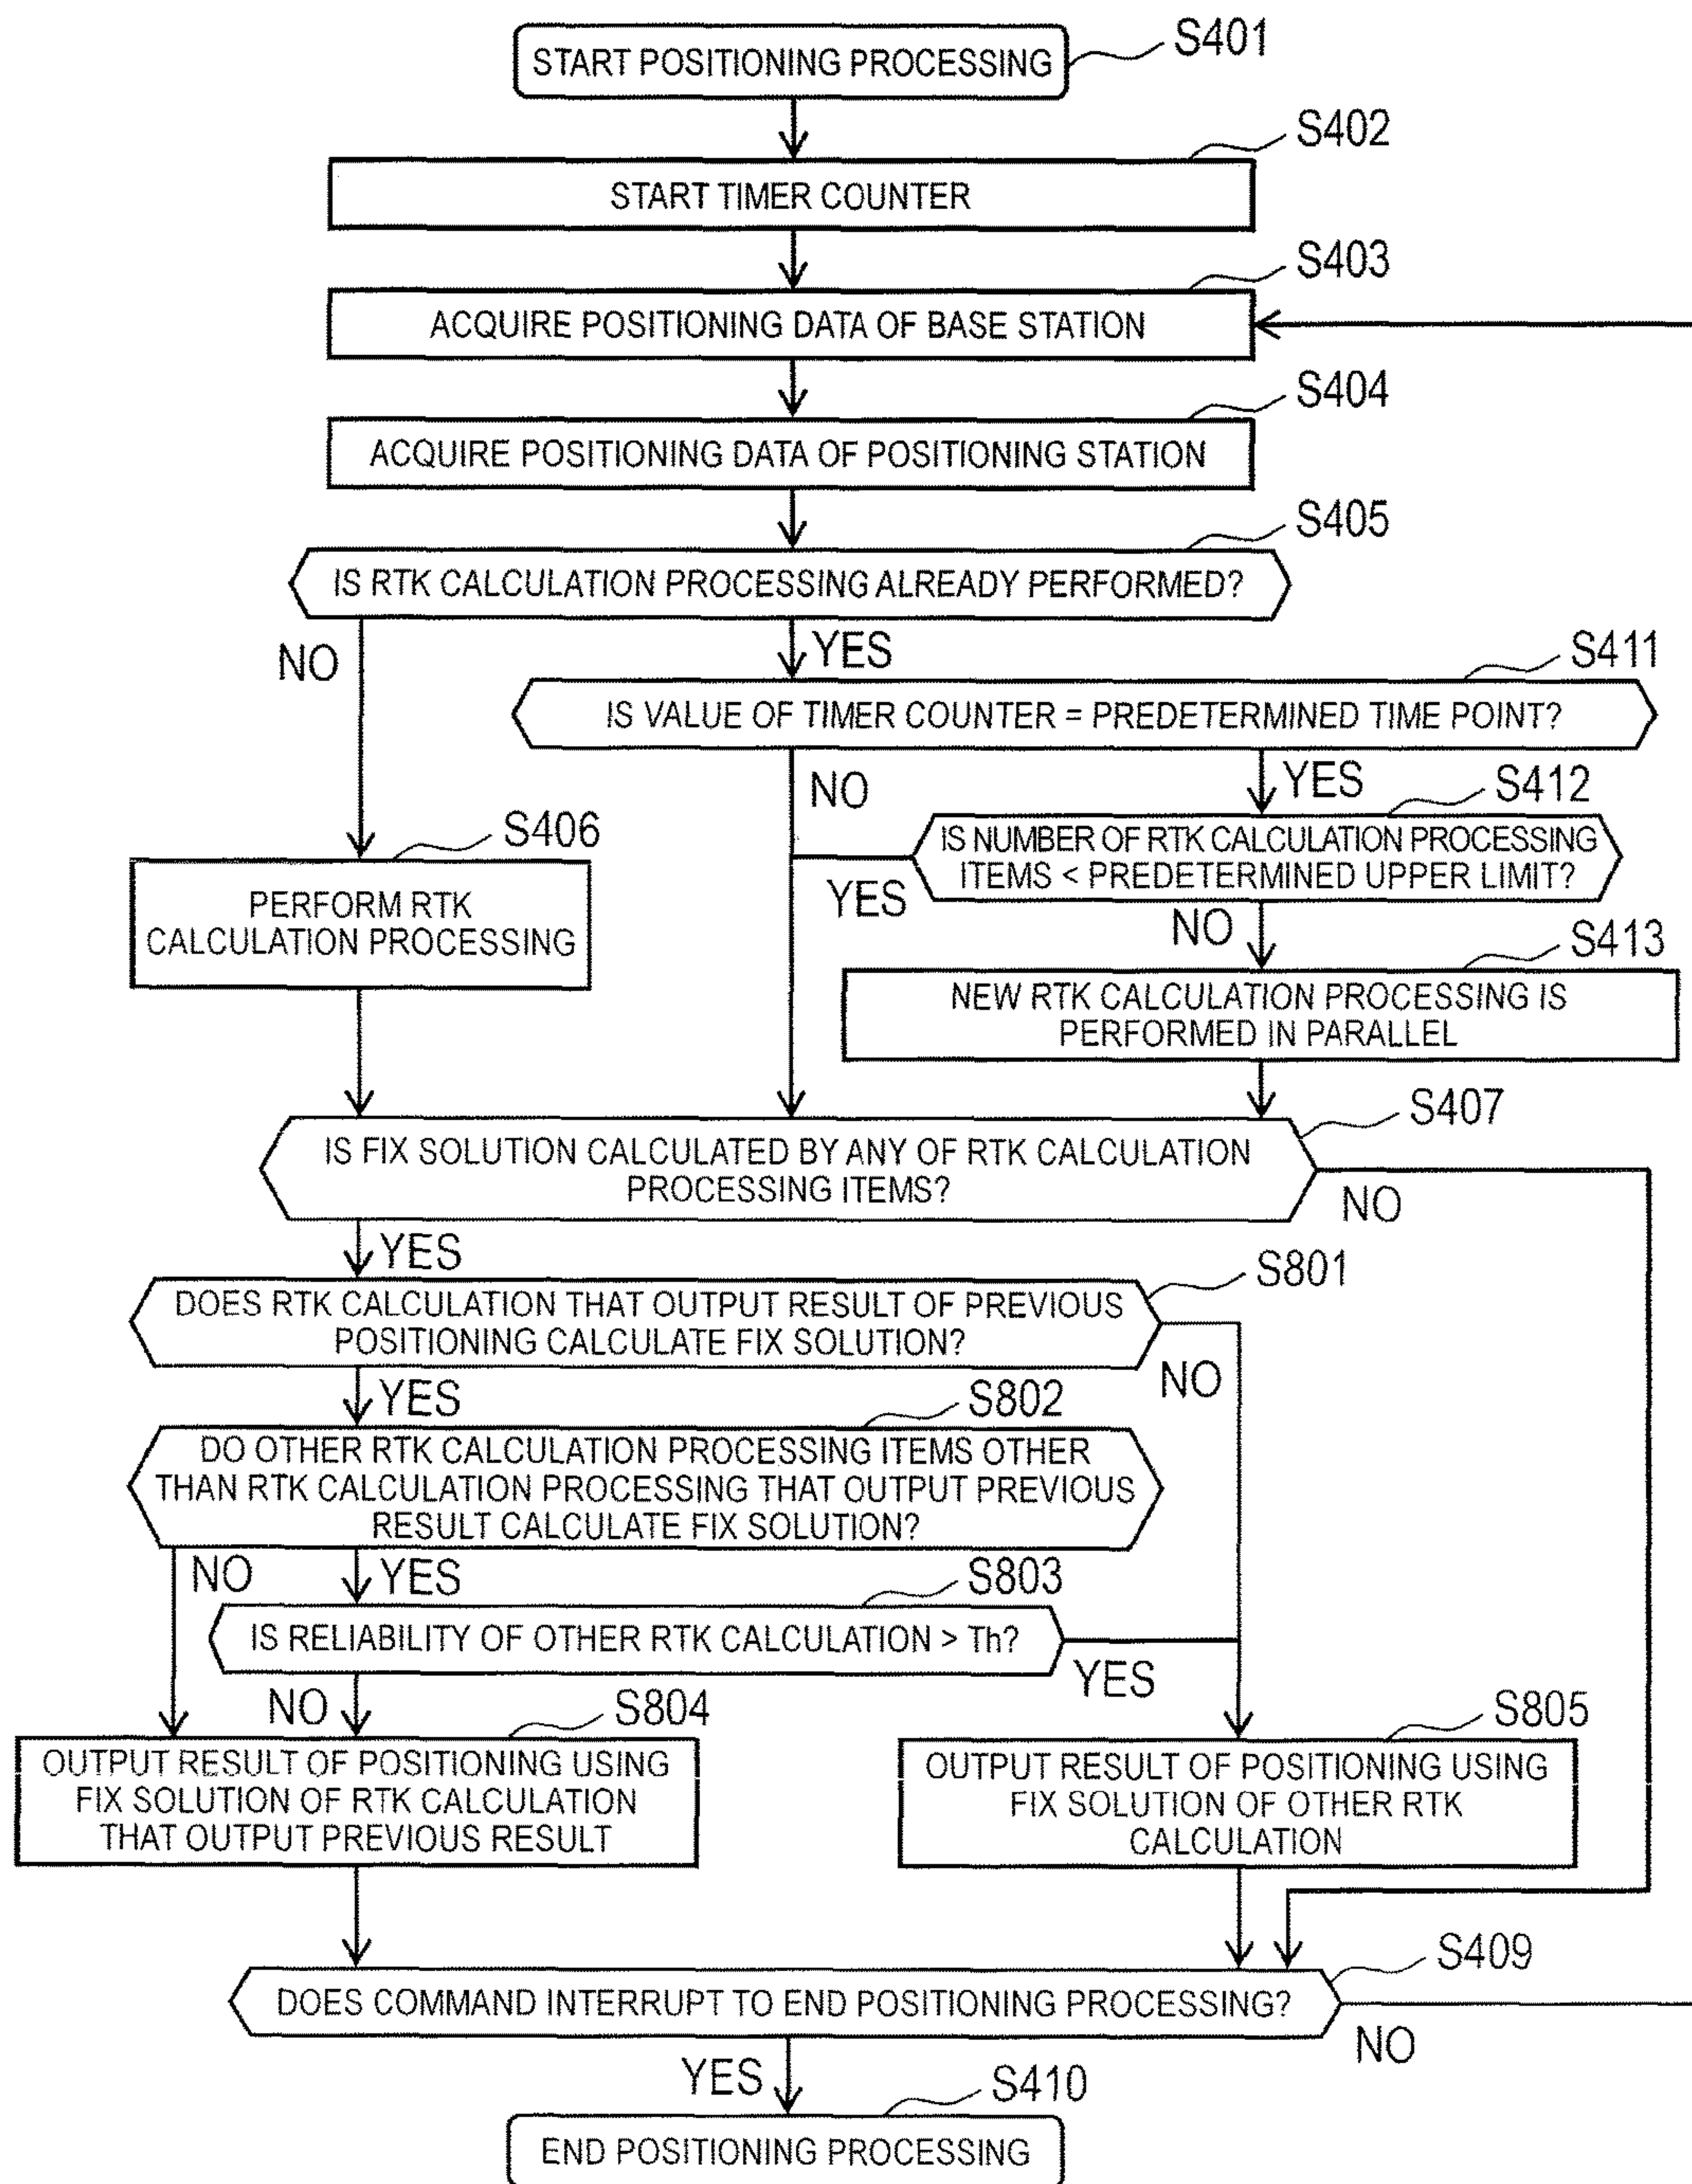 START POSITIONING PROCESSING
S401
S402
START TIMER COUNTER
S403
ACQUIRE POSITIONING DATA OF BASE STATION
S404
ACQUIRE POSITIONING DATA OF POSITIONING STATION
S405
IS RTK CALCULATION PROCESSING ALREADY PERFORMED?
NO
YES
S411
IS VALUE OF TIMER COUNTER = PREDETERMINED TIME POINT?
NO
YES
S412
IS NUMBER OF RTK CALCULATION PROCESSING
ITEMS < PREDETERMINED UPPER LIMIT?
YES
NO
S406
PERFORM RTK
CALCULATION PROCESSING
S413
NEW RTK CALCULATION PROCESSING IS
PERFORMED IN PARALLEL
S407
IS FIX SOLUTION CALCULATED BY ANY OF RTK CALCULATION
PROCESSING ITEMS?
NO
YES
S801
DOES RTK CALCULATION THAT OUTPUT RESULT OF PREVIOUS
POSITIONING CALCULATE FIX SOLUTION?
NO
YES
S802
DO OTHER RTK CALCULATION PROCESSING ITEMS OTHER
THAN RTK CALCULATION PROCESSING THAT OUTPUT PREVIOUS
RESULT CALCULATE FIX SOLUTION?
NO
YES
S803
IS RELIABILITY OF OTHER RTK CALCULATION > Th?
YES
NO
S804
OUTPUT RESULT OF POSITIONING USING
FIX SOLUTION OF RTK CALCULATION
THAT OUTPUT PREVIOUS RESULT
S805
OUTPUT RESULT OF POSITIONING USING
FIX SOLUTION OF OTHER RTK
CALCULATION
S409
DOES COMMAND INTERRUPT TO END POSITIONING PROCESSING?
NO
YES
S410
END POSITIONING PROCESSING